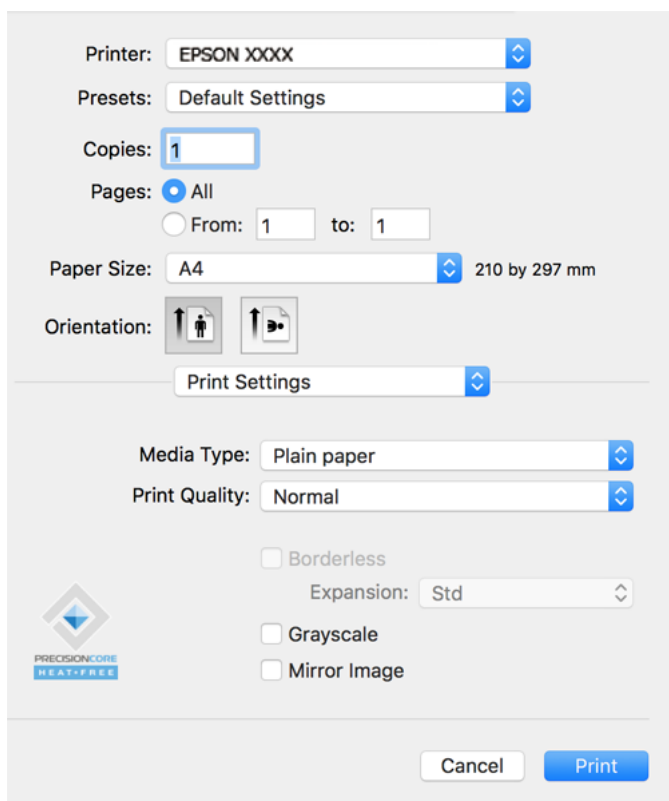 Printer: EPSON XXXX
Presets: Default Settings
Copies: 1
Pages: All
From: 1 to: 1
Paper Size: A4 210 by 297 mm
Orientation:
Print Settings
Media Type: Plain paper
Print Quality: Normal
Borderless
Expansion: Std
Grayscale
Mirror Image
PRECISIONCORE
HEAT•FREE
Cancel Print